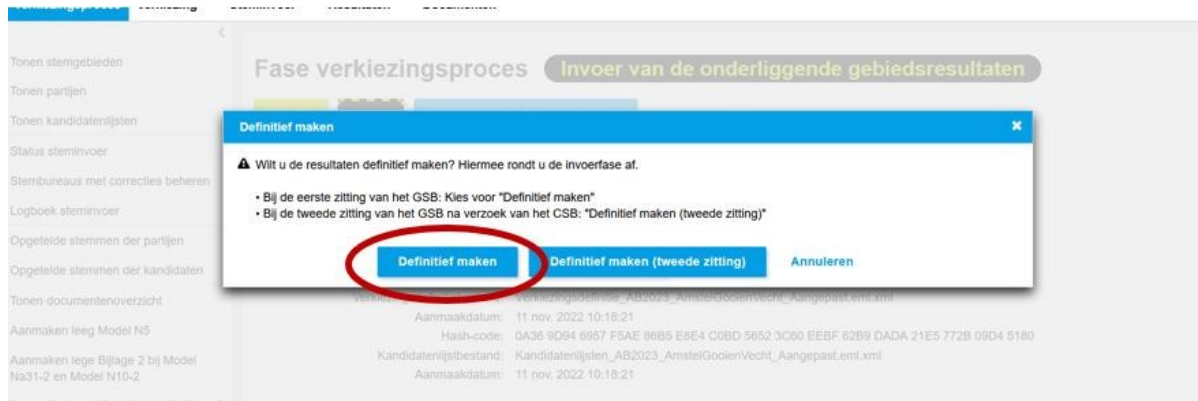 Tonen stemgebieden
Tonen partijen
Tonen kandidatenlijsten
Status steminvoer
Stembureaus met correcties beheren
Logboek steminvoer
Opgetelde stemmen der partijen
Opgetelde stemmen der kandidaten
Tonen documentenoverzicht
Aanmaken leeg Model N5
Aanmaken lege Bijlage 2 bij Model
Na31-2 en Model N10-2
Fase verkiezingsproces Invoer van de onderliggende gebiedsresultaten
Definitief maken
Wilt u de resultaten definitief maken? Hiermee rondt u de invoerfase af.
• Bij de eerste zitting van het GSB: Kies voor "Definitief maken"
• Bij de tweede zitting van het GSB na verzoek van het CSB: "Definitief maken (tweede zitting)"
Definitief maken Definitief maken (tweede zitting) Annuleren
Verkiezingsdefinitie_AB2023_AmstelGooienVecht_Aangepast.eml.xml
Aanmaakdatum: 11 nov. 2022 10:18:21
Hash-code: 0A36 9D94 6957 F5AE 86B5 E8E4 C0BD 5652 3C60 EEBF 62B9 DADA 21E5 772B 09D4 5180
Kandidatenlijstbestand: Kandidatenlijsten_AB2023_AmstelGooienVecht_Aangepast.eml.xml
Aanmaakdatum: 11 nov. 2022 10:18:21